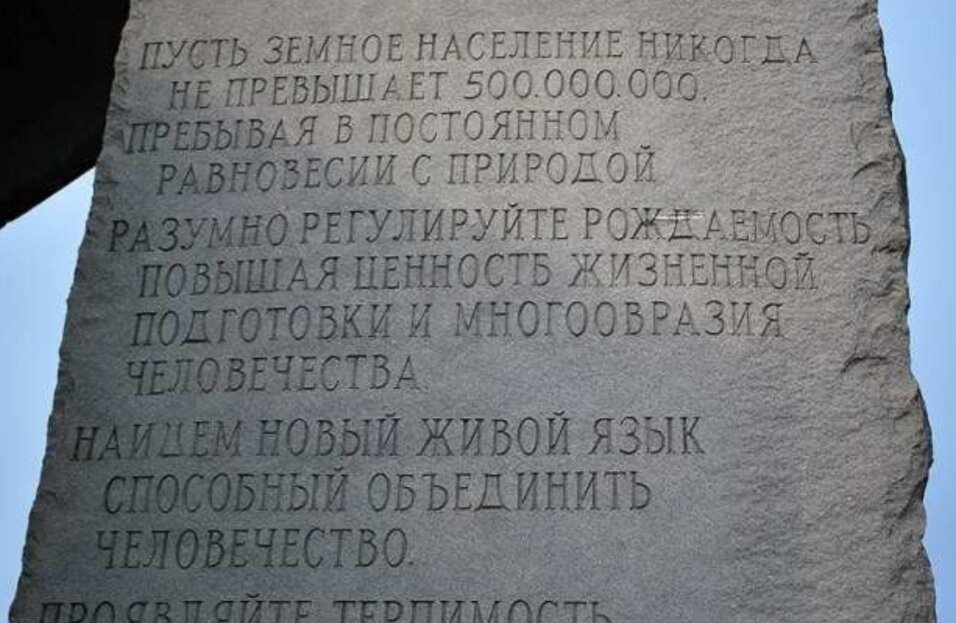 ПУСТЬ ЗЕМНОЕ НАСЕЛЕНИЕ НИКОГДА
НЕ ПРЕВЫШАЕТ 500.000.000,
ПРЕБЫВАЯ В ПОСТОЯННОМ
РАВНОВЕСИИ С ПРИРОДОЙ.
РАЗУМНО РЕГУЛИРУЙТЕ РОЖДАЕМОСТЬ,
ПОВЫШАЯ ЦЕННОСТЬ ЖИЗНЕННОЙ
ПОДГОТОВКИ И МНОГООБРАЗИЯ
ЧЕЛОВЕЧЕСТВА.
НАЙДЕМ НОВЫЙ ЖИВОЙ ЯЗЫК
СПОСОБНЫЙ ОБЪЕДИНИТЬ
ЧЕЛОВЕЧЕСТВО.
ПРОЯВЛЯЙТЕ ТЕРПИМОСТЬ